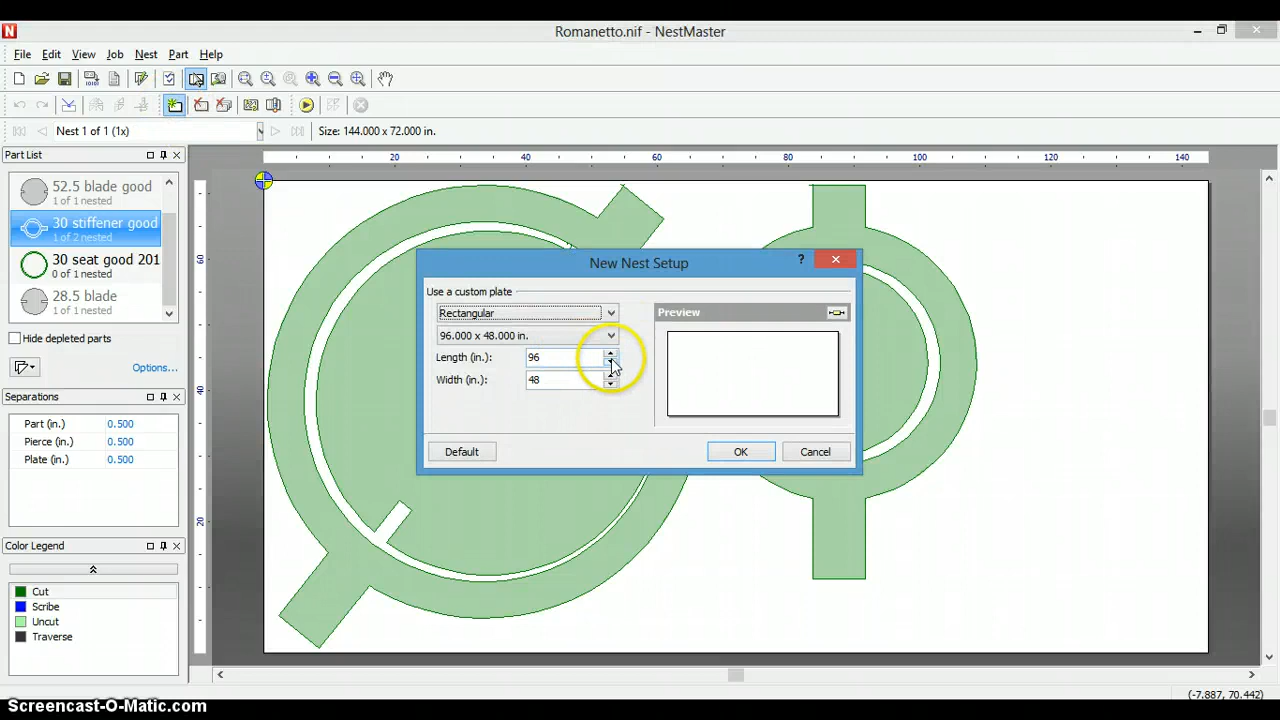 Romanetto.nif - NestMaster
File Edit View Job Nest Part Help
Nest 1 of 1 (1x)
Size: 144.000 x 72.000 in.
Part List
52.5 blade good
1 of 1 nested
30 stiffener good
1 of 2 nested
30 seat good 201
0 of 1 nested
28.5 blade
1 of 1 nested
Hide depleted parts
Options...
Separations
Part (in.) 0.500
Pierce (in.) 0.500
Plate (in.) 0.500
Color Legend
Cut
Scribe
Uncut
Traverse
20 40 60 80 100 120 140
60
40
20
New Nest Setup
Use a custom plate
Rectangular
96.000 x 48.000 in.
Length (in.): 96
Width (in.): 48
Preview
Default OK Cancel
(-7.887, 70.442)
Screencast-O-Matic.com